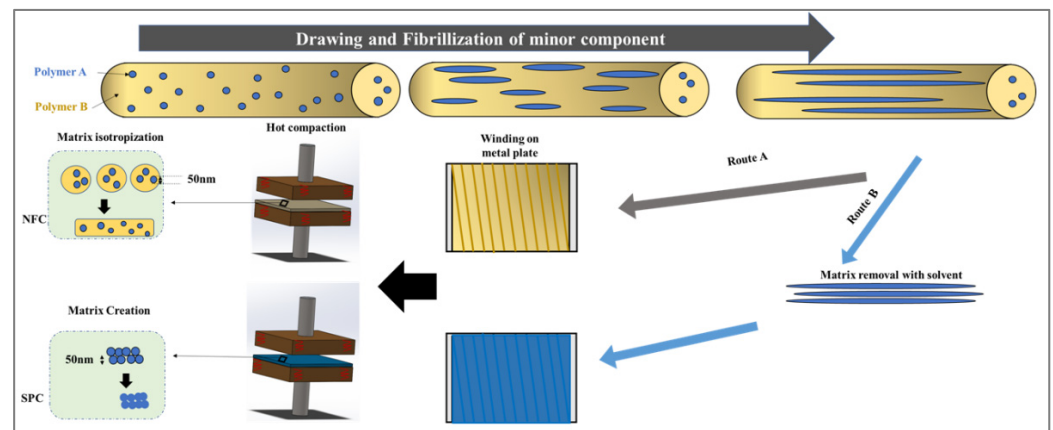 Drawing and Fibrillization of minor component
Polymer A
Polymer B
Matrix isotropization
50nm
NFC
Hot compaction
Winding on
metal plate
Route A
Route B
Matrix removal with solvent
Matrix Creation
50nm
SPC